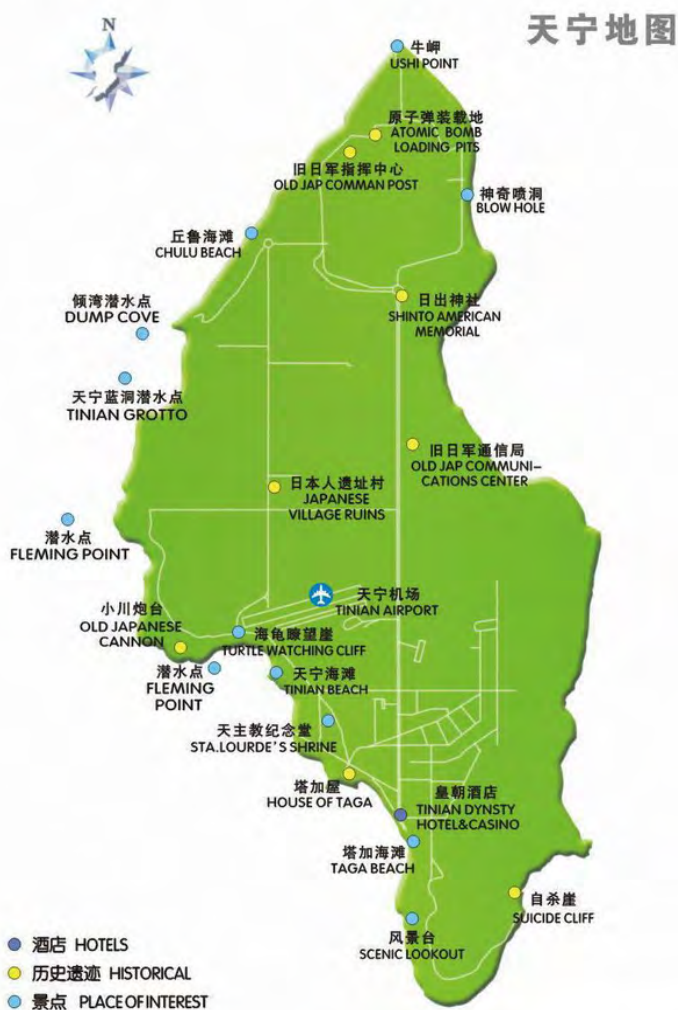 天宁地图
N
牛岬
USHI POINT
原子弹装载地
ATOMIC BOMB
LOADING PITS
旧日军指挥中心
OLD JAP COMMAN POST
神奇喷洞
BLOW HOLE
丘鲁海滩
CHULU BEACH
倾湾潜水点
DUMP COVE
日出神社
SHINTO AMERICAN
MEMORIAL
天宁蓝洞潜水点
TINIAN GROTTO
旧日军通信局
OLD JAP COMMUNI-
CATIONS CENTER
日本人遗址村
JAPANESE
VILLAGE RUINS
潜水点
FLEMING POINT
天宁机场
TINIAN AIRPORT
小川炮台
OLD JAPANESE
CANNON
海龟瞭望崖
TURTLE WATCHING CLIFF
潜水点
FLEMING
POINT
天宁海滩
TINIAN BEACH
天主教纪念堂
STA.LOURDE'S SHRINE
塔加屋
HOUSE OF TAGA
皇朝酒店
TINIAN DYNSTY
HOTEL&CASINO
塔加海滩
TAGA BEACH
自杀崖
SUICIDE CLIFF
风景台
SCENIC LOOKOUT
酒店 HOTELS
历史遗迹 HISTORICAL
景点 PLACE OF INTEREST